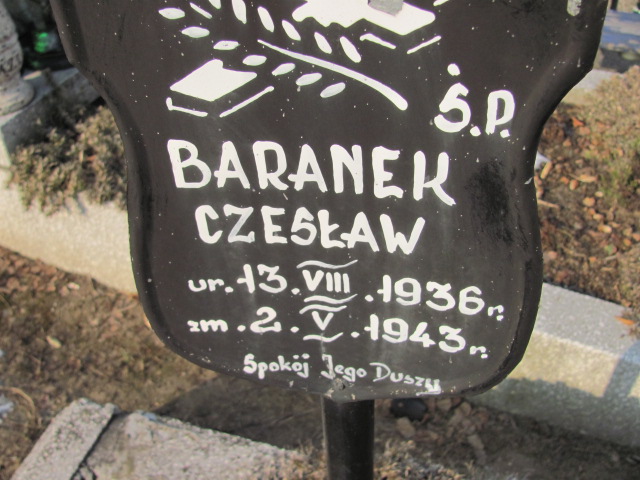 Ś.P.
BARANEK
CZESŁAW
ur. 13. VIII . 1936 r.
zm. 2. V . 1943 r.
Spokój Jego Duszy